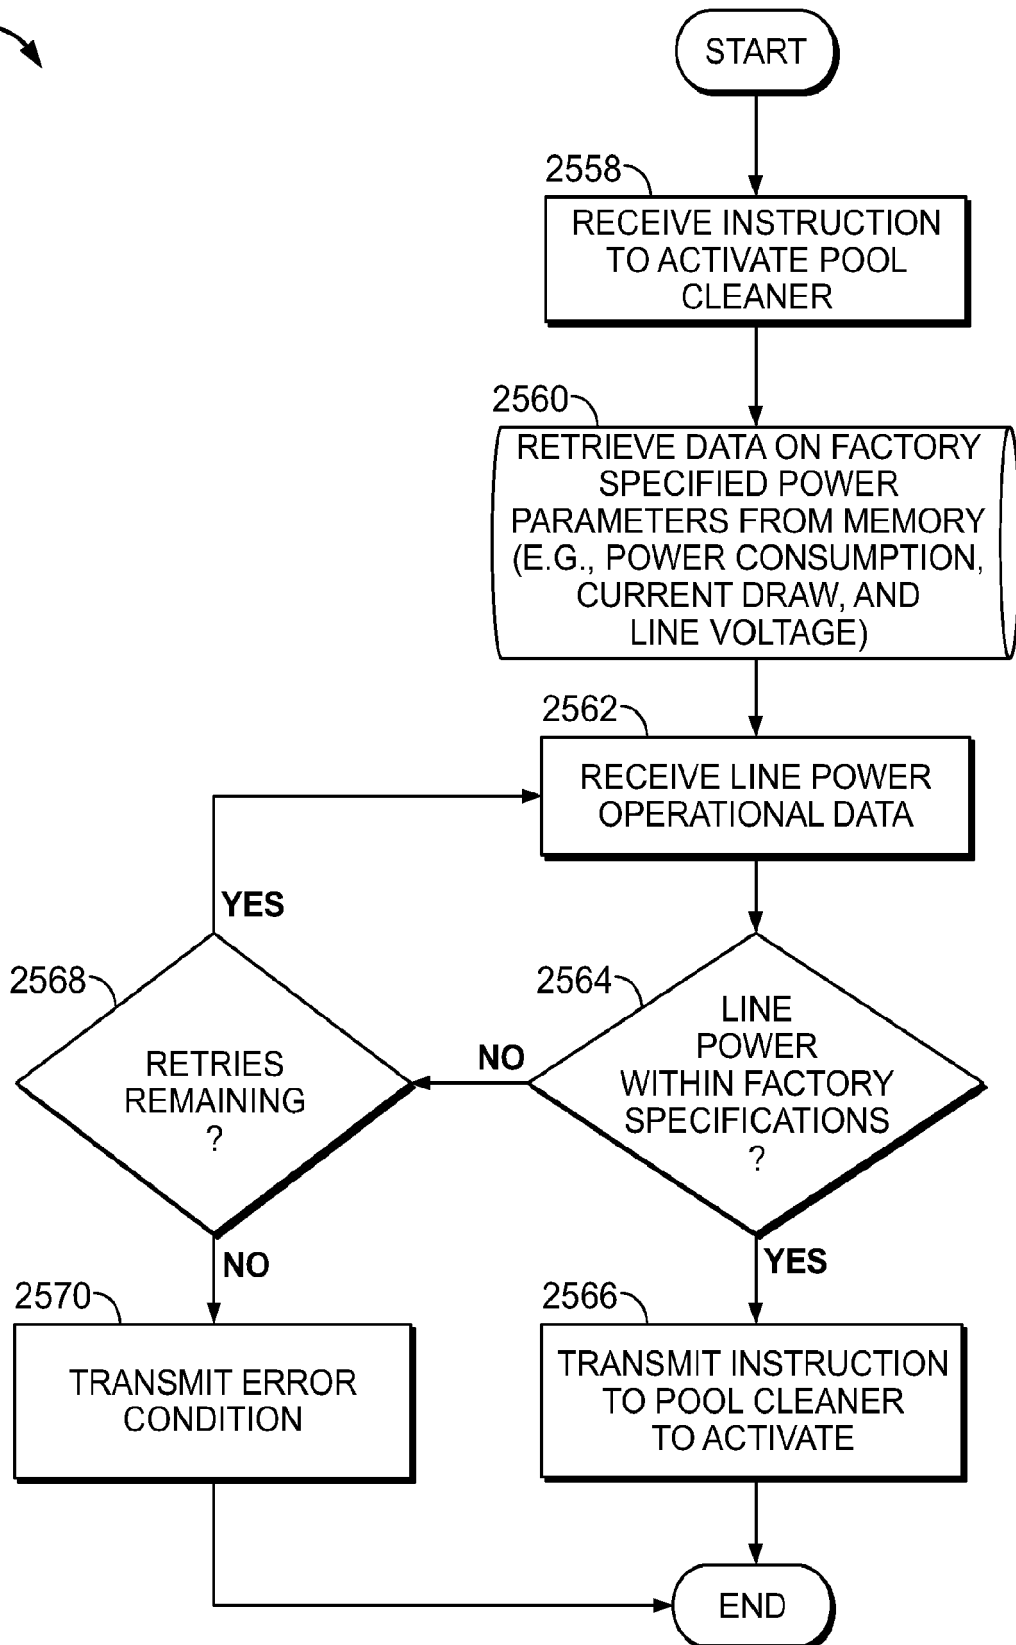 START
2558
RECEIVE INSTRUCTION
TO ACTIVATE POOL
CLEANER
2560
RETRIEVE DATA ON FACTORY
SPECIFIED POWER
PARAMETERS FROM MEMORY
(E.G., POWER CONSUMPTION,
CURRENT DRAW, AND
LINE VOLTAGE)
2562
RECEIVE LINE POWER
OPERATIONAL DATA
YES
2568
RETRIES
REMAINING
?
NO
2564
LINE
POWER
WITHIN FACTORY
SPECIFICATIONS
?
NO
YES
2570
TRANSMIT ERROR
CONDITION
2566
TRANSMIT INSTRUCTION
TO POOL CLEANER
TO ACTIVATE
END